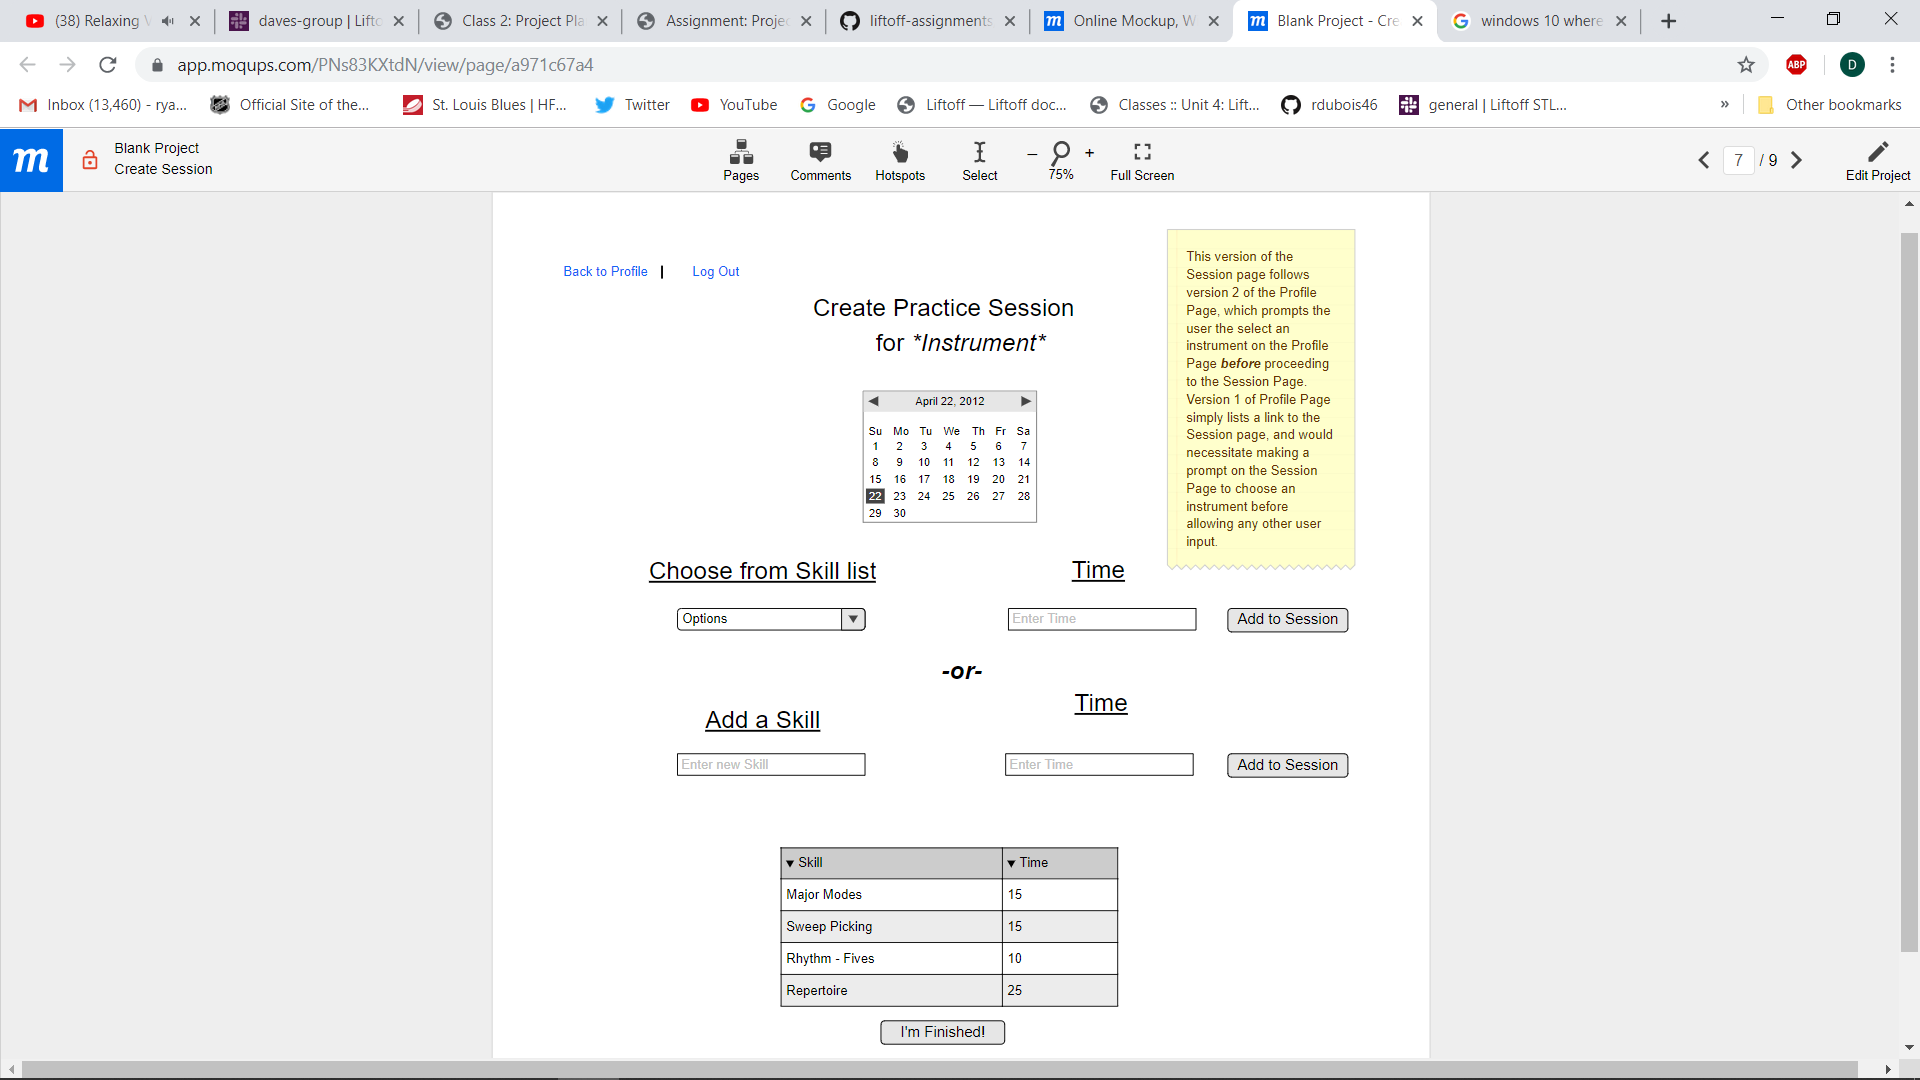 (38) Relaxing
daves-group | Lifto
Class 2: Project Pla
Assignment: Projec
liftoff-assignments
Online Mockup, W
Blank Project - Cre
windows 10 where
app.moqups.com/PNs83KXtdN/view/page/a971c67a4
ABP
D
Inbox (13,460) - rya...
Official Site of the...
St. Louis Blues | HF...
Twitter
YouTube
Google
Liftoff — Liftoff doc...
Classes :: Unit 4: Lift...
rdubois46
general | Liftoff STL...
»
Other bookmarks
m
Blank Project
Create Session
Pages
Comments
Hotspots
Select
– 75% +
Full Screen
7 / 9
Edit Project
Back to Profile | Log Out
Create Practice Session
for *Instrument*
This version of the
Session page follows
version 2 of the Profile
Page, which prompts the
user the select an
instrument on the Profile
Page before proceeding
to the Session Page.
Version 1 of Profile Page
simply lists a link to the
Session page, and would
necessitate making a
prompt on the Session
Page to choose an
instrument before
allowing any other user
input.
April 22, 2012
Su Mo Tu We Th Fr Sa
1 2 3 4 5 6 7
8 9 10 11 12 13 14
15 16 17 18 19 20 21
22 23 24 25 26 27 28
29 30
Choose from Skill list Time
Options Enter Time Add to Session
-or-
Add a Skill Time
Enter new Skill Enter Time Add to Session
Skill Time
Major Modes 15
Sweep Picking 15
Rhythm - Fives 10
Repertoire 25
I'm Finished!